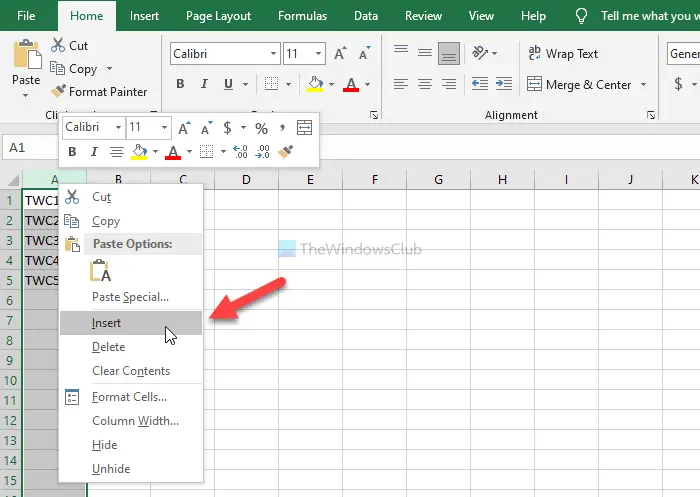 File Home Insert Page Layout Formulas Data Review View Help Tell me what you w
Cut
Copy
Format Painter
Paste
Calibri 11
B I U
ab Wrap Text
Merge & Center
Gener
$
Alignment
Calibri 11 A A $ % ,
B I A
A1
A B C D E F G H I J K
1 TWC1
2 TWC2
3 TWC3
4 TWC4
5 TWC5
6
7
8
9
10
11
12
13
14
15
Cut
Copy
Paste Options:
A
Paste Special...
Insert
Delete
Clear Contents
Format Cells...
Column Width...
Hide
Unhide
TheWindowsClub